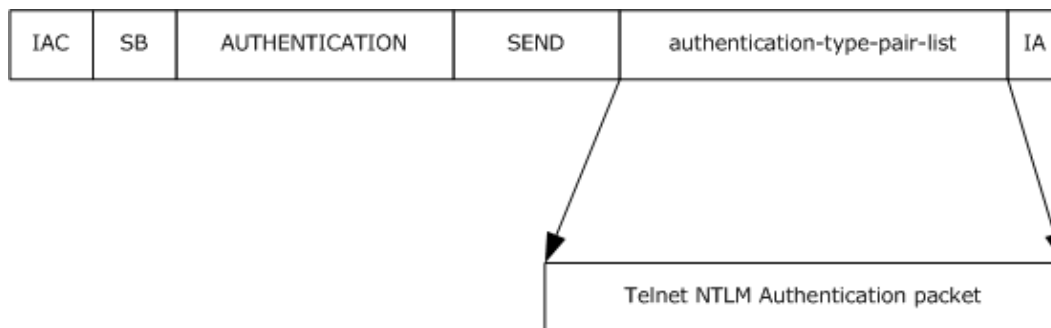 IAC SB AUTHENTICATION SEND authentication-type-pair-list IA
Telnet NTLM Authentication packet